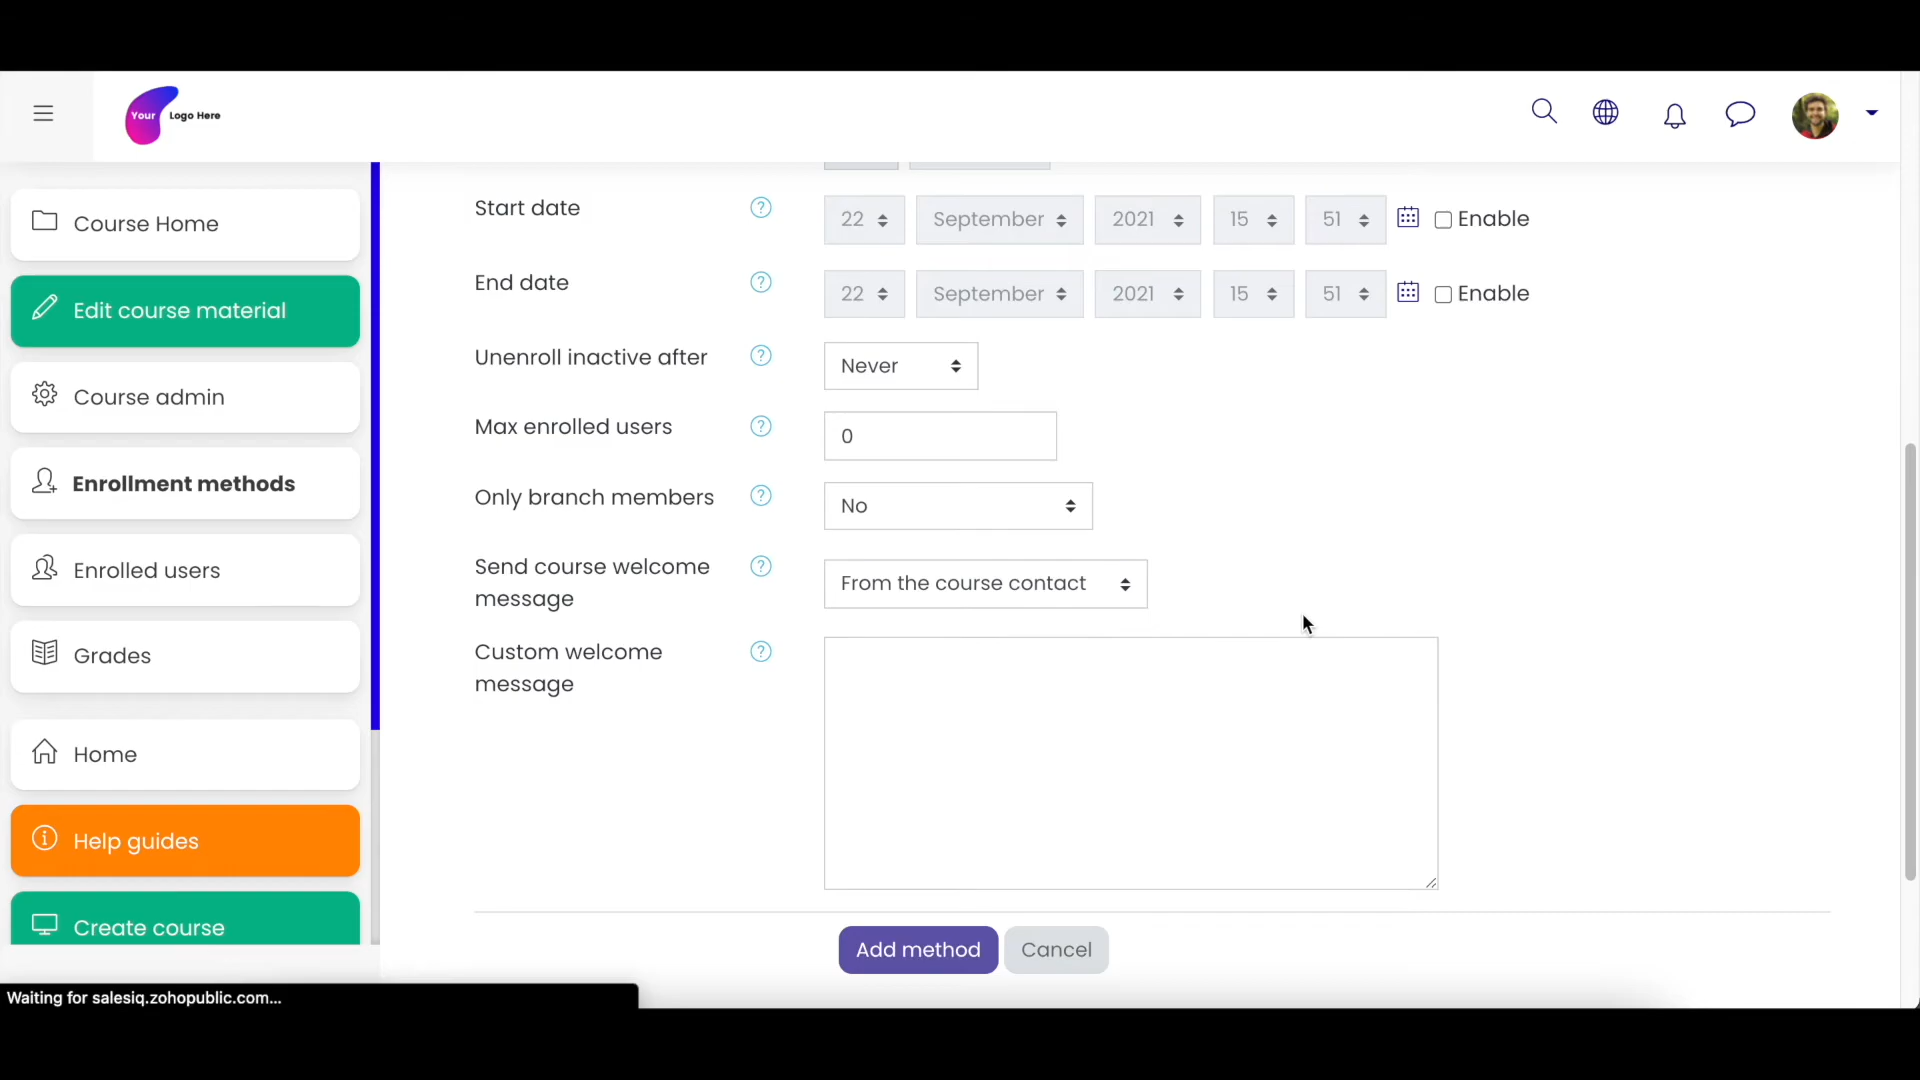 Your Logo Here
Course Home
Edit course material
Course admin
Enrollment methods
Enrolled users
Grades
Home
Help guides
Create course
Start date ? 22 September 2021 15 51 Enable
End date ? 22 September 2021 15 51 Enable
Unenroll inactive after ? Never
Max enrolled users ? 0
Only branch members ? No
Send course welcome
message
? From the course contact
Custom welcome
message
?
Add method Cancel
Waiting for salesiq.zohopublic.com...